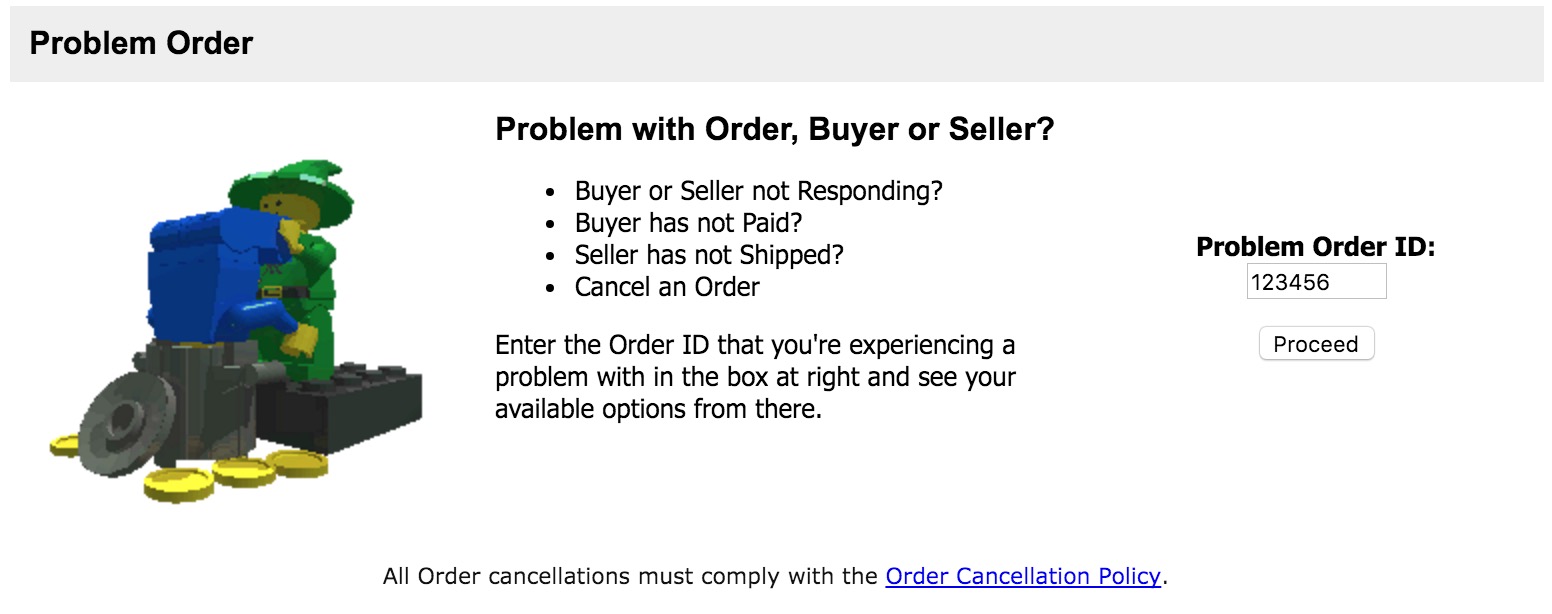 Problem Order
Problem with Order, Buyer or Seller?
• Buyer or Seller not Responding?
• Buyer has not Paid?
• Seller has not Shipped?
• Cancel an Order
Enter the Order ID that you're experiencing a
problem with in the box at right and see your
available options from there.
Problem Order ID:
123456
Proceed
All Order cancellations must comply with the Order Cancellation Policy.